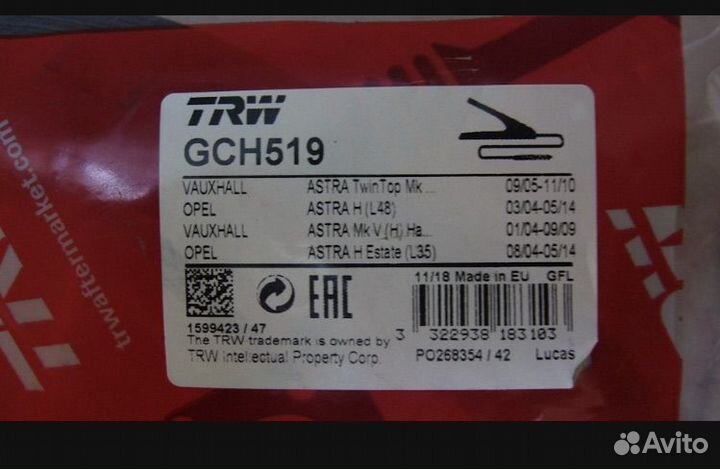 TRW
GCH519
VAUXHALL ASTRA TwinTop Mk ... 09/05-11/10
OPEL ASTRA H (L48) 03/04-05/14
VAUXHALL ASTRA Mk V (H) Ha... 01/04-09/09
OPEL ASTRA H Estate (L35) 08/04-05/14
11/18 Made in EU GFL
EAC
1599423 / 47
3 322938 183103
The TRW trademark is owned by
TRW Intellectual Property Corp.
PO268354 / 42 Lucas
trwaftermarket.com
Avito